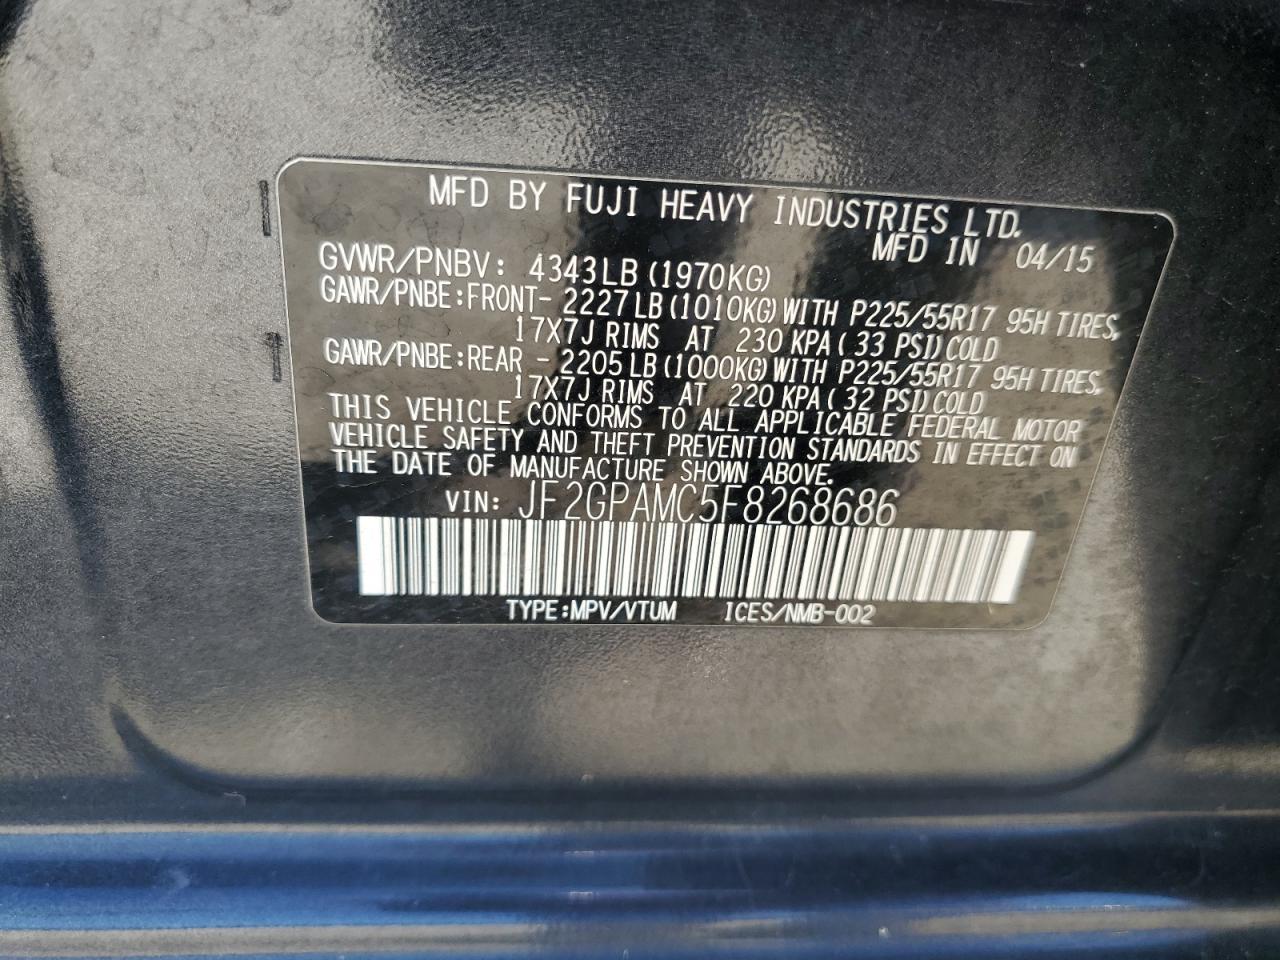 MFD BY FUJI HEAVY INDUSTRIES LTD.
MFD IN 04/15
GVWR/PNBV: 4343LB (1970KG)
GAWR/PNBE:FRONT- 2227LB (1010KG) WITH P225/55R17 95H TIRES,
17X7J RIMS AT 230 KPA ( 33 PSI) COLD
GAWR/PNBE:REAR - 2205LB (1000KG) WITH P225/55R17 95H TIRES,
17X7J RIMS AT 220 KPA ( 32 PSI) COLD
THIS VEHICLE CONFORMS TO ALL APPLICABLE FEDERAL MOTOR
VEHICLE SAFETY AND THEFT PREVENTION STANDARDS IN EFFECT ON
THE DATE OF MANUFACTURE SHOWN ABOVE.
VIN: JF2GPAMC5F8268686
TYPE:MPV/VTUM ICES/NMB-002